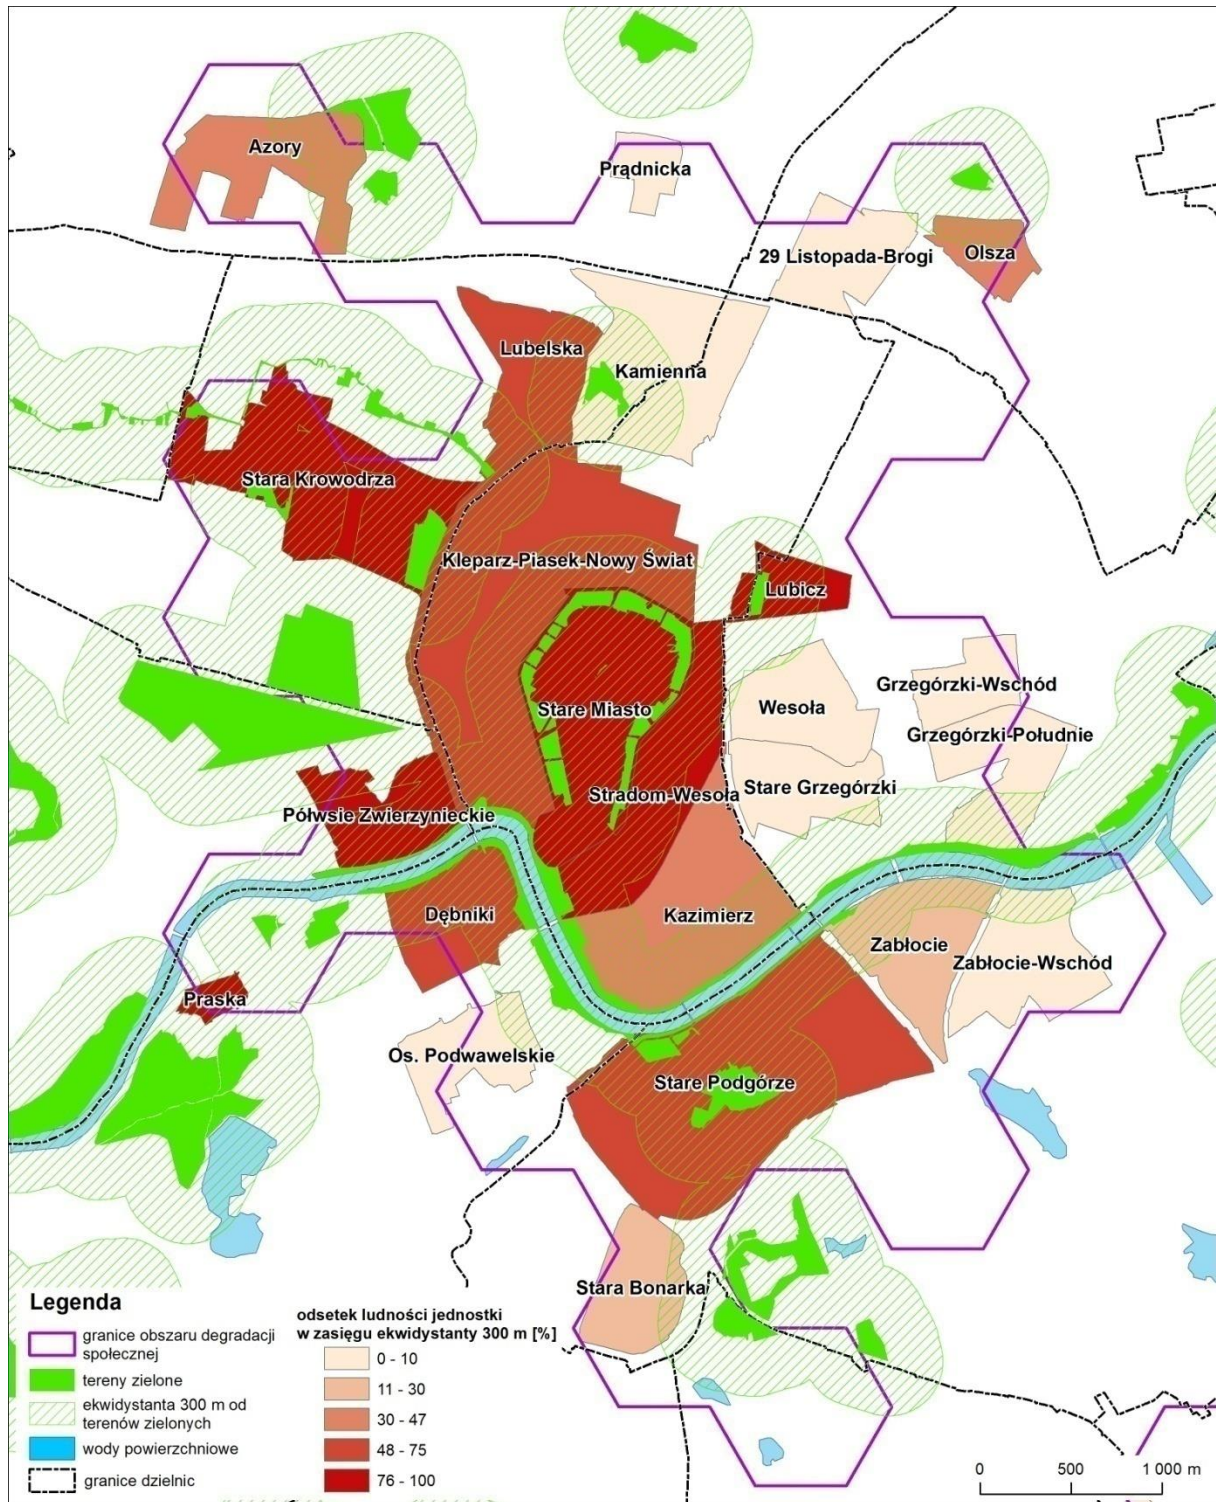 Azory
Prądnicka
29 Listopada-Brogi
Olsza
Lubelska
Kamienna
Stara Krowodrza
Kleparz-Piasek-Nowy Świat
Lubicz
Grzegórzki-Wschód
Wesoła
Stare Miasto
Grzegórzki-Południe
Stare Grzegórzki
Stradom-Wesoła
Półwsie Zwierzynieckie
Dębniki
Kazimierz
Zabłocie
Zabłocie-Wschód
Praska
Os. Podwawelskie
Stare Podgórze
Stara Bonarka
Legenda
granice obszaru degradacji
społecznej
tereny zielone
ekwidystanta 300 m od
terenów zielonych
wody powierzchniowe
granice dzielnic
odsetek ludności jednostki
w zasięgu ekwidystanty 300 m [%]
0 - 10
11 - 30
30 - 47
48 - 75
76 - 100
0 500 1 000 m